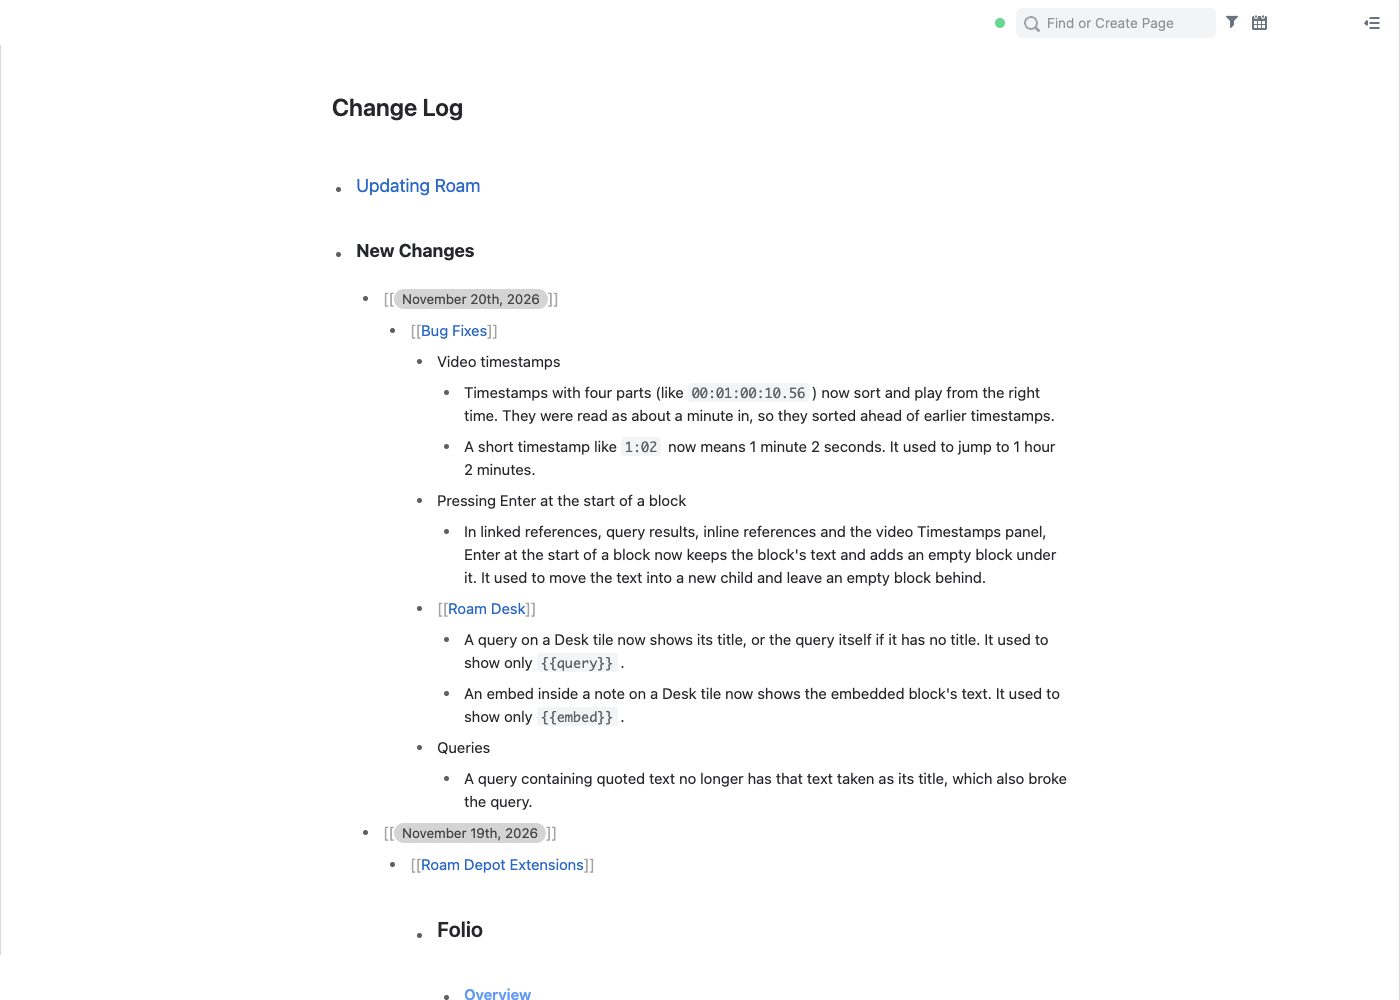 Find or Create Page
Change Log
Updating Roam
New Changes
[[November 20th, 2026]]
[[Bug Fixes]]
Video timestamps
Timestamps with four parts (like 00:01:00:10.56 ) now sort and play from the right
time. They were read as about a minute in, so they sorted ahead of earlier timestamps.
A short timestamp like 1:02 now means 1 minute 2 seconds. It used to jump to 1 hour
2 minutes.
Pressing Enter at the start of a block
In linked references, query results, inline references and the video Timestamps panel,
Enter at the start of a block now keeps the block's text and adds an empty block under
it. It used to move the text into a new child and leave an empty block behind.
[[Roam Desk]]
A query on a Desk tile now shows its title, or the query itself if it has no title. It used to
show only {{query}} .
An embed inside a note on a Desk tile now shows the embedded block's text. It used to
show only {{embed}} .
Queries
A query containing quoted text no longer has that text taken as its title, which also broke
the query.
[[November 19th, 2026]]
[[Roam Depot Extensions]]
Folio
Overview